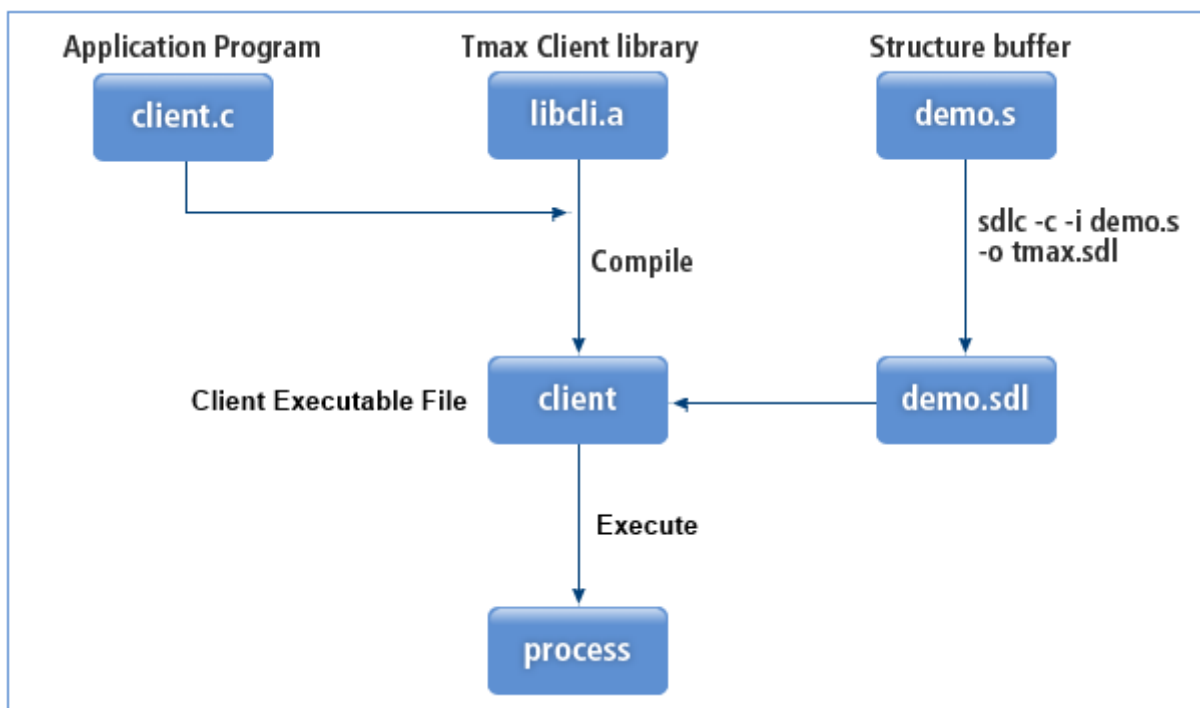 Application Program
Tmax Client library
Structure buffer
client.c
libcli.a
demo.s
sdlc -c -i demo.s
-o tmax.sdl
Compile
Client Executable File
client
demo.sdl
Execute
process